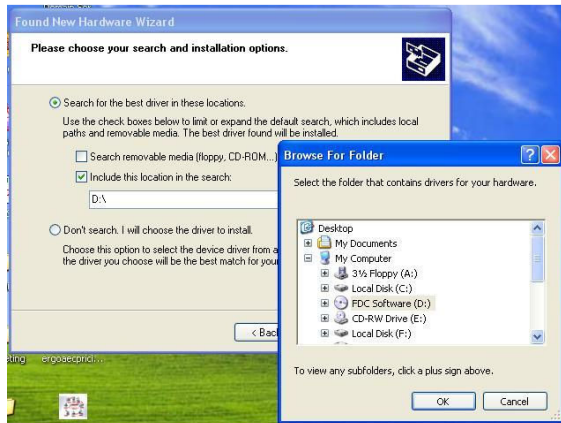 Found New Hardware Wizard
Please choose your search and installation options.
Search for the best driver in these locations.
Use the check boxes below to limit or expand the default search, which includes local
paths and removable media. The best driver found will be installed.
Search removable media (floppy, CD-ROM...)
Include this location in the search:
D:\
Don't search. I will choose the driver to install.
Choose this option to select the device driver from a
the driver you choose will be the best match for your
< Bac
Browse For Folder
Select the folder that contains drivers for your hardware.
Desktop
My Documents
My Computer
3½ Floppy (A:)
Local Disk (C:)
FDC Software (D:)
CD-RW Drive (E:)
Local Disk (F:)
To view any subfolders, click a plus sign above.
OK
Cancel
eting
ergoaecpricl...